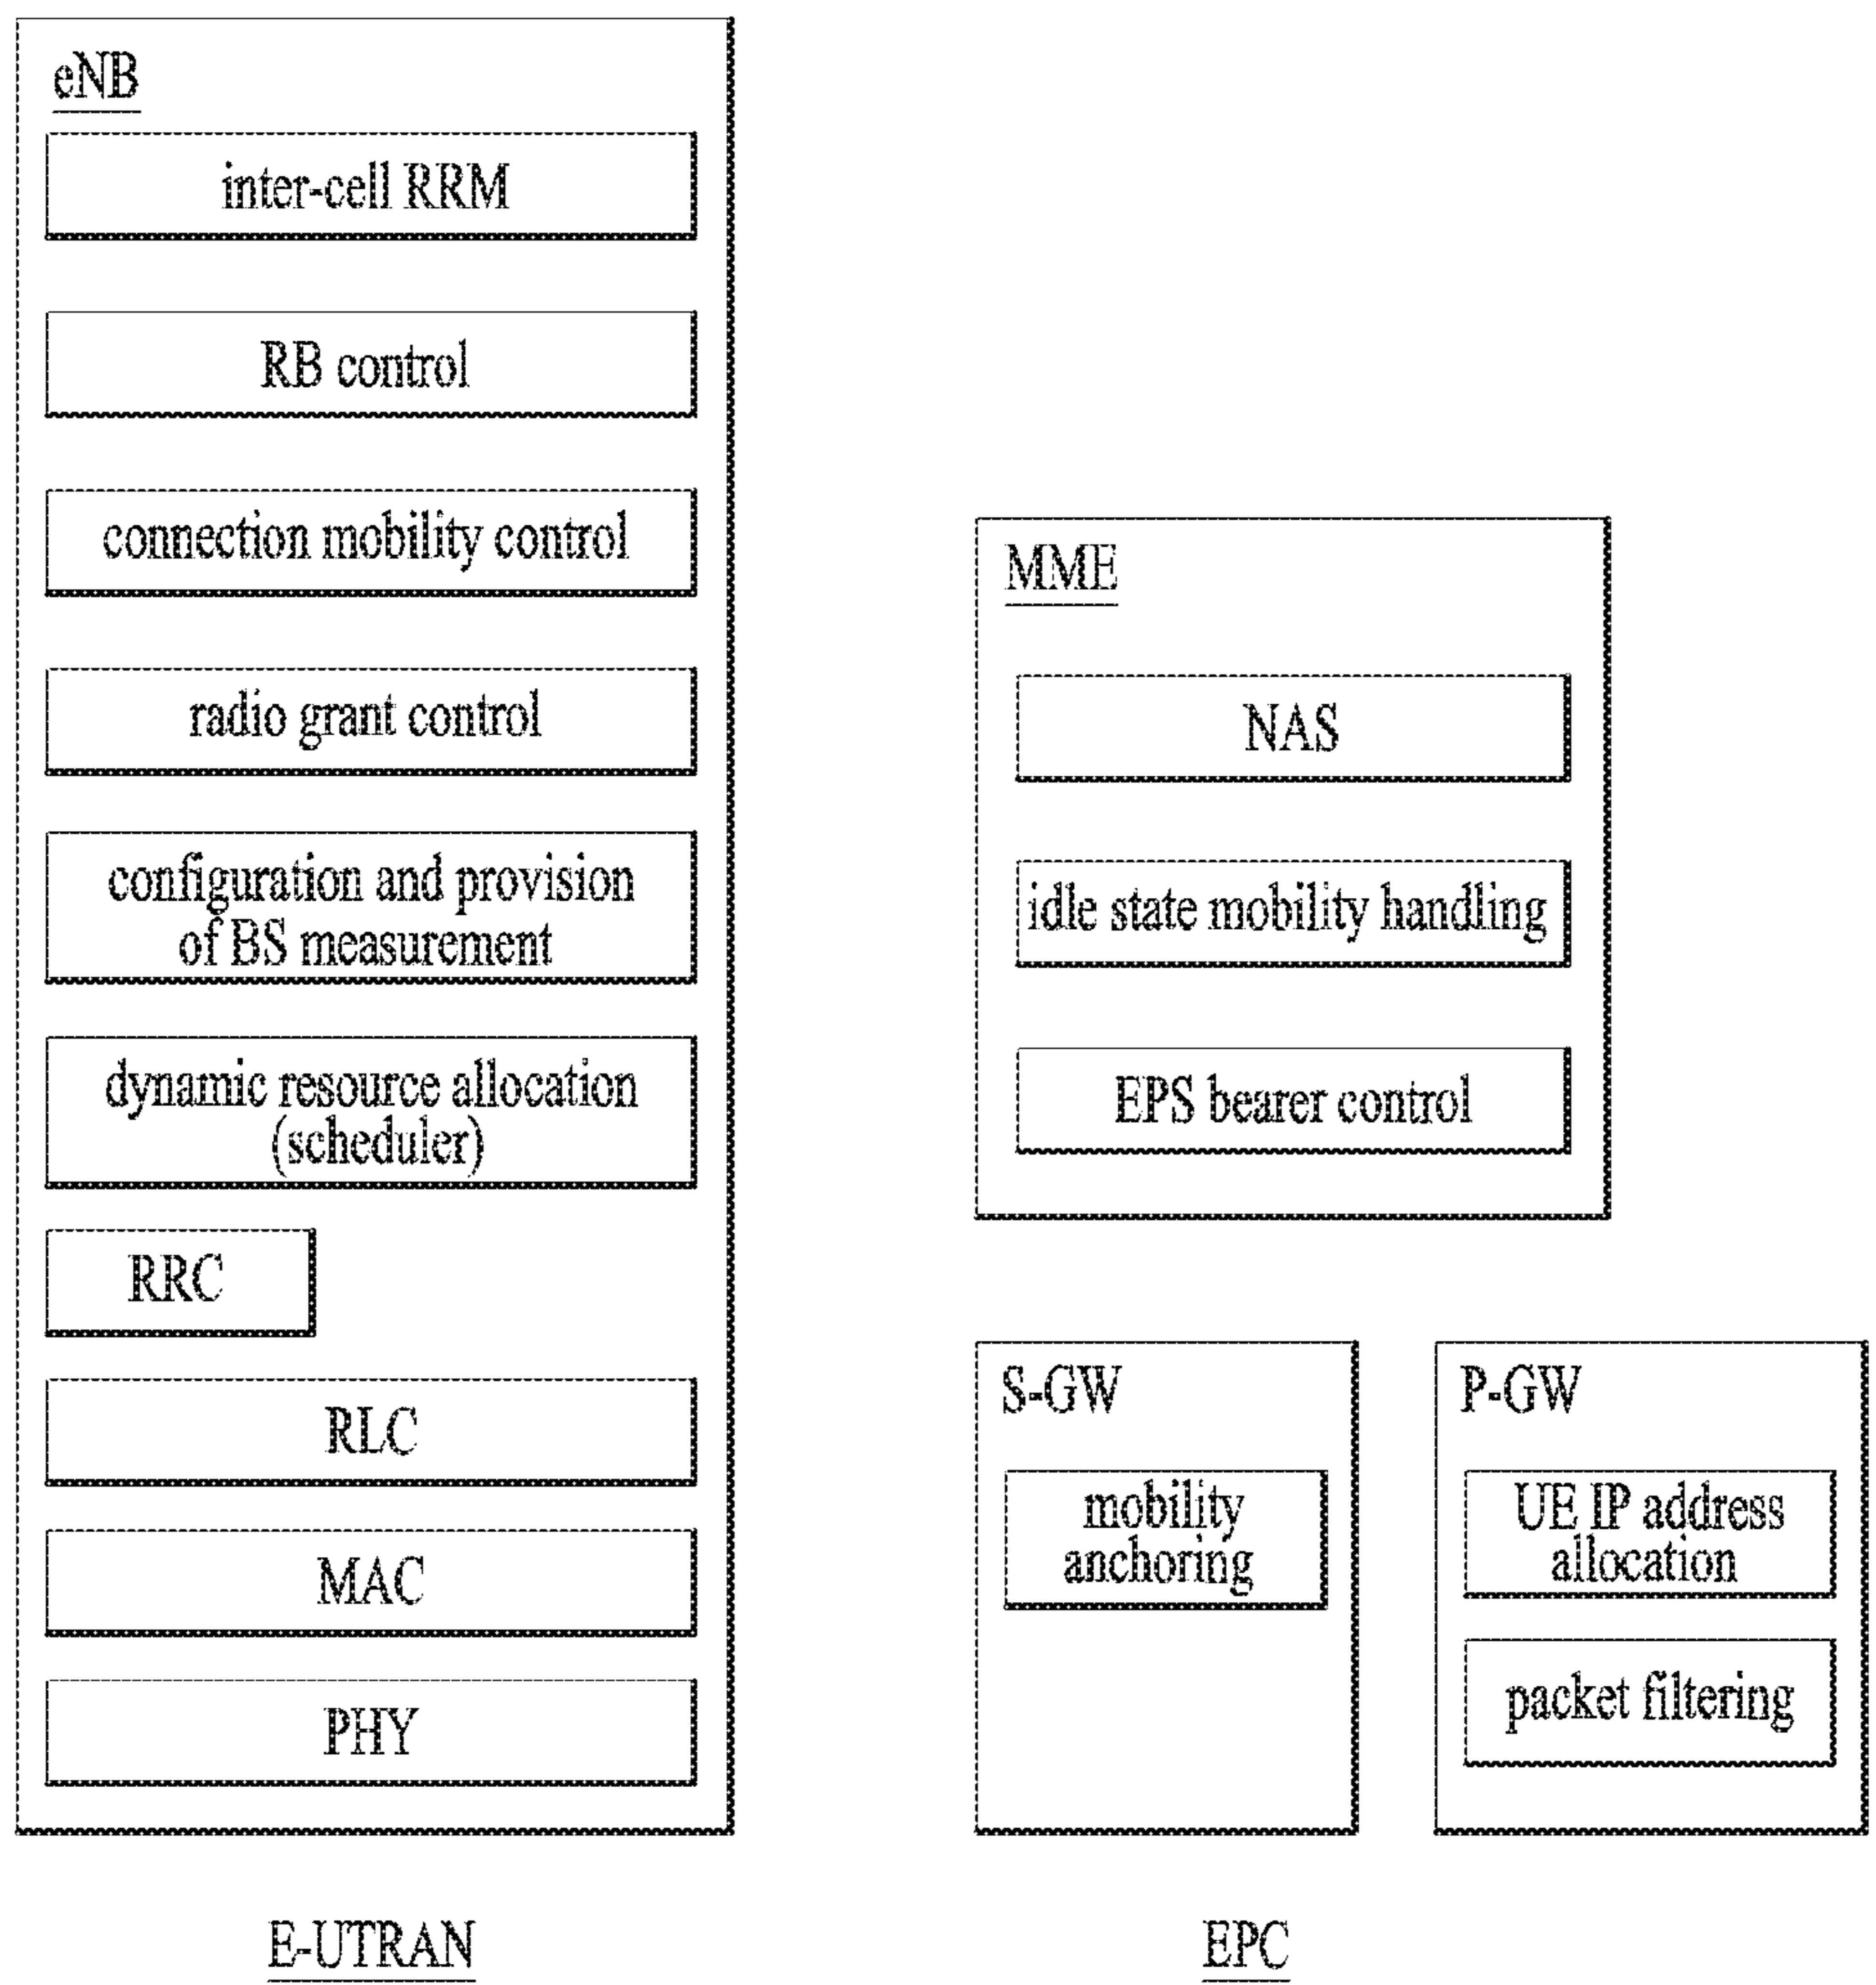 eNB
inter-cell RRM
RB control
connection mobility control
radio grant control
configuration and provision
of BS measurement
dynamic resource allocation
(scheduler)
RRC
RLC
MAC
PHY
E-UTRAN
MME
NAS
idle state mobility handling
EPS bearer control
S-GW
mobility
anchoring
P-GW
UE IP address
allocation
packet filtering
EPC